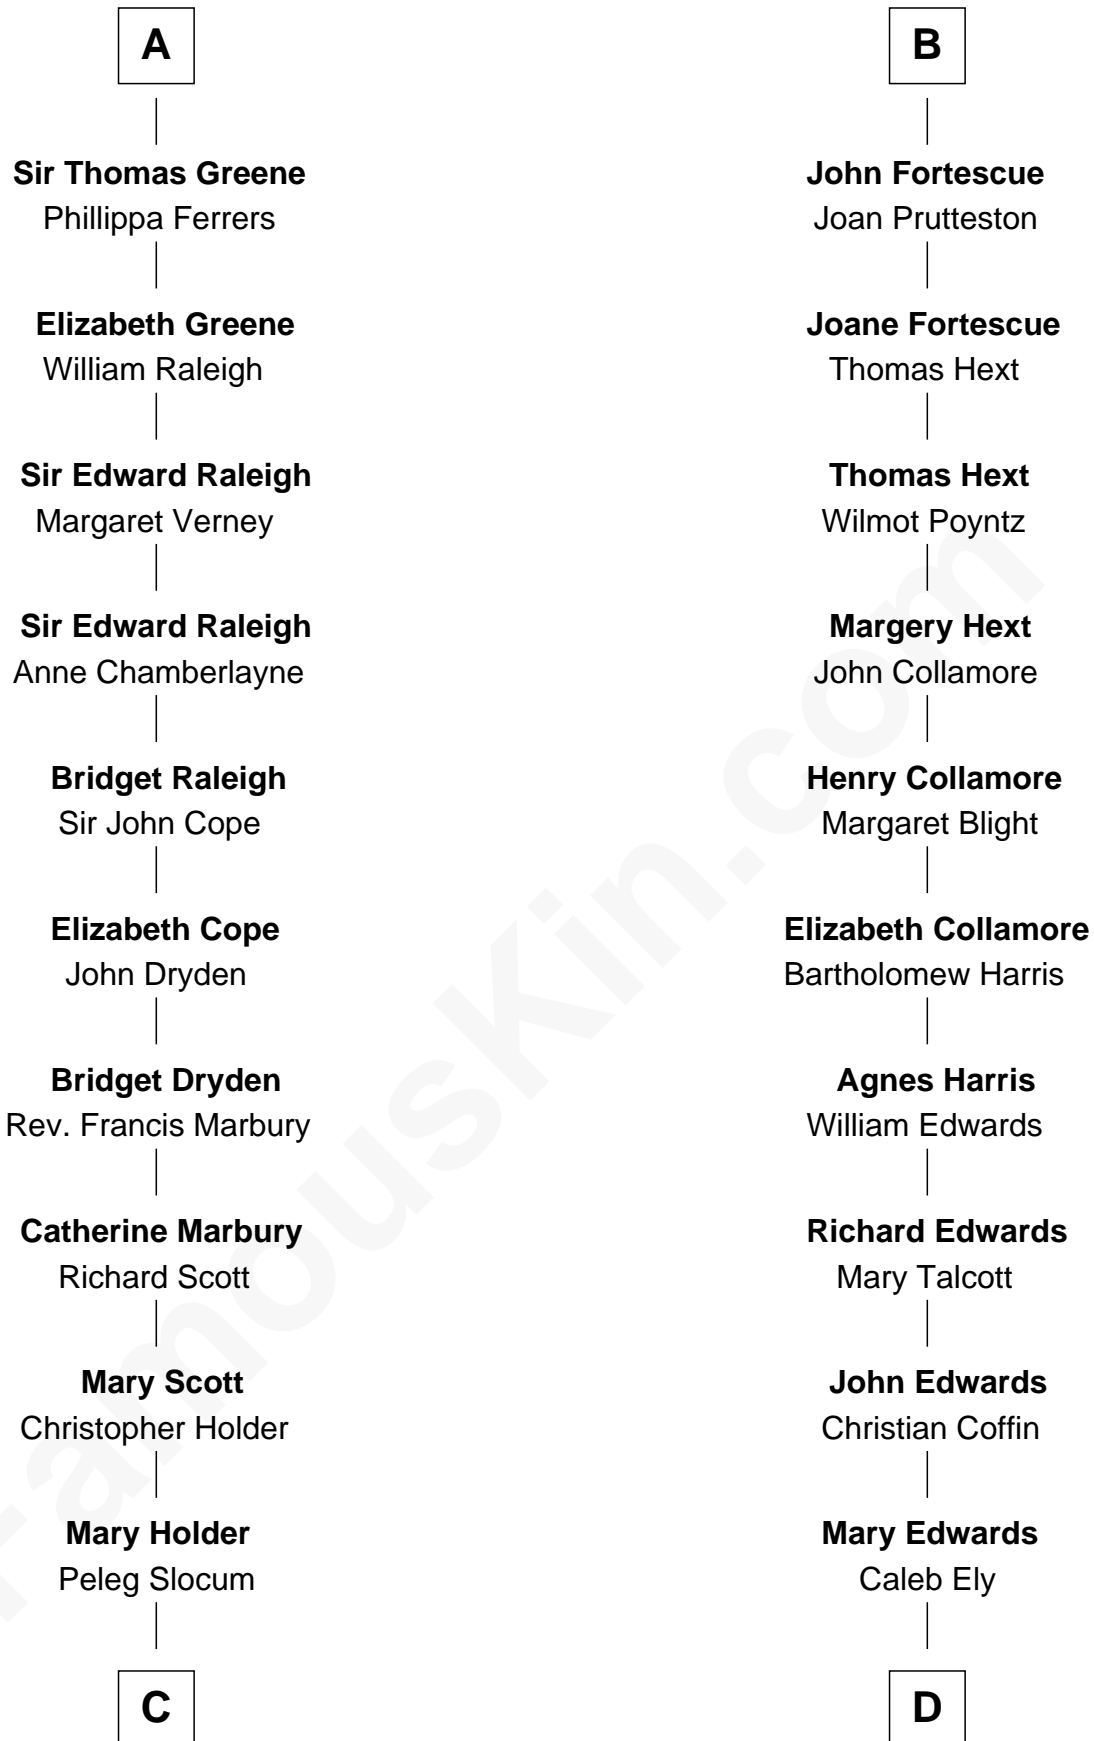 A
Sir Thomas Greene
Phillippa Ferrers
Elizabeth Greene
William Raleigh
Sir Edward Raleigh
Margaret Verney
Sir Edward Raleigh
Anne Chamberlayne
Bridget Raleigh
Sir John Cope
Elizabeth Cope
John Dryden
Bridget Dryden
Rev. Francis Marbury
Catherine Marbury
Richard Scott
Mary Scott
Christopher Holder
Mary Holder
Peleg Slocum
C
B
John Fortescue
Joan Prutteston
Joane Fortescue
Thomas Hext
Thomas Hext
Wilmot Poyntz
Margery Hext
John Collamore
Henry Collamore
Margaret Blight
Elizabeth Collamore
Bartholomew Harris
Agnes Harris
William Edwards
Richard Edwards
Mary Talcott
John Edwards
Christian Coffin
Mary Edwards
Caleb Ely
D
FamousKin.com